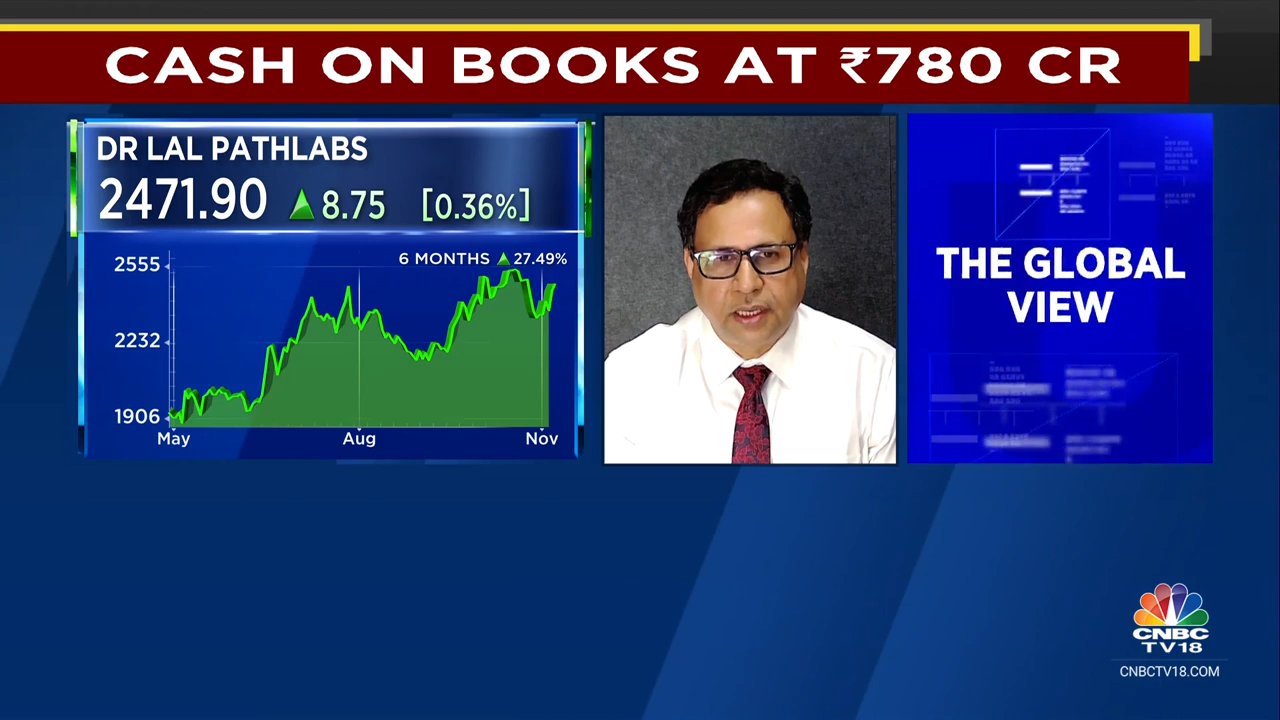 CASH ON BOOKS AT ₹780 CR
DR LAL PATHLABS
2471.90 ▲ 8.75 [0.36%]
6 MONTHS ▲ 27.49%
2555
2232
1906
May Aug Nov
THE GLOBAL
VIEW
CNBC
TV18
CNBCTV18.COM